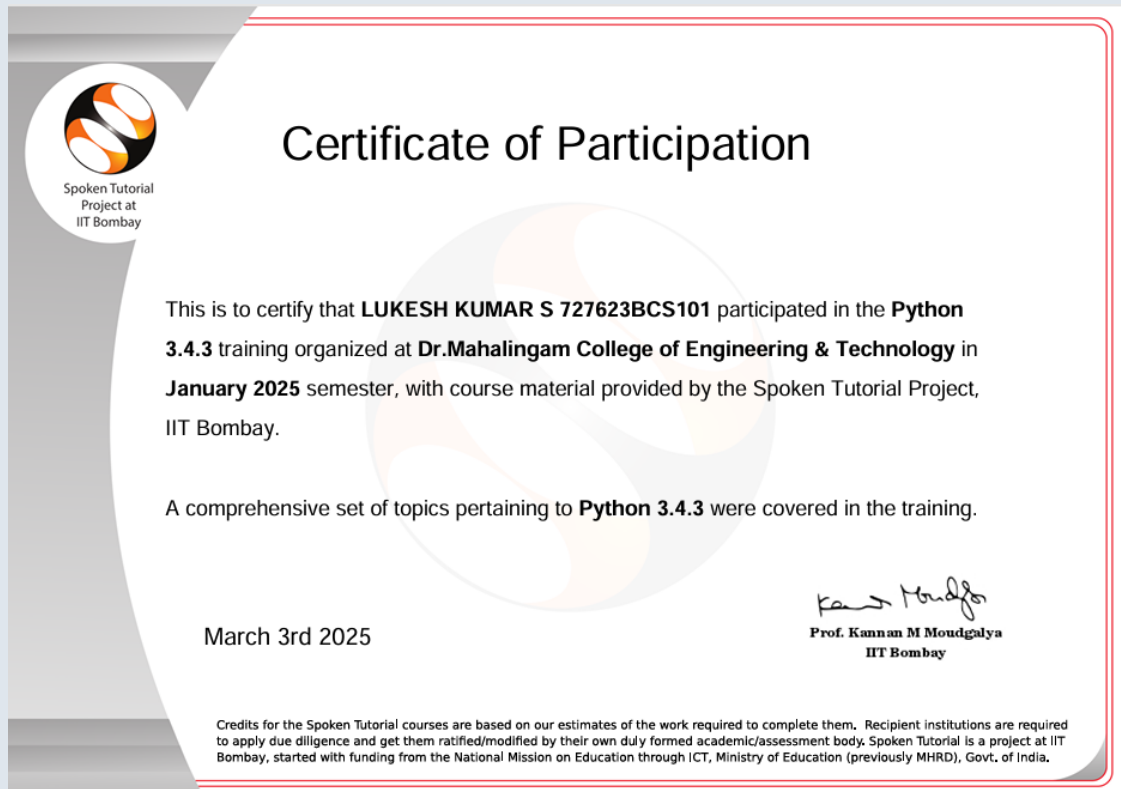 Spoken Tutorial
Project at
IIT Bombay
Certificate of Participation
This is to certify that LUKESH KUMAR S 727623BCS101 participated in the Python
3.4.3 training organized at Dr.Mahalingam College of Engineering & Technology in
January 2025 semester, with course material provided by the Spoken Tutorial Project,
IIT Bombay.
A comprehensive set of topics pertaining to Python 3.4.3 were covered in the training.
March 3rd 2025
Prof. Kannan M Moudgalya
IIT Bombay
Credits for the Spoken Tutorial courses are based on our estimates of the work required to complete them. Recipient institutions are required
to apply due diligence and get them ratified/modified by their own duly formed academic/assessment body. Spoken Tutorial is a project at IIT
Bombay, started with funding from the National Mission on Education through ICT, Ministry of Education (previously MHRD), Govt. of India.